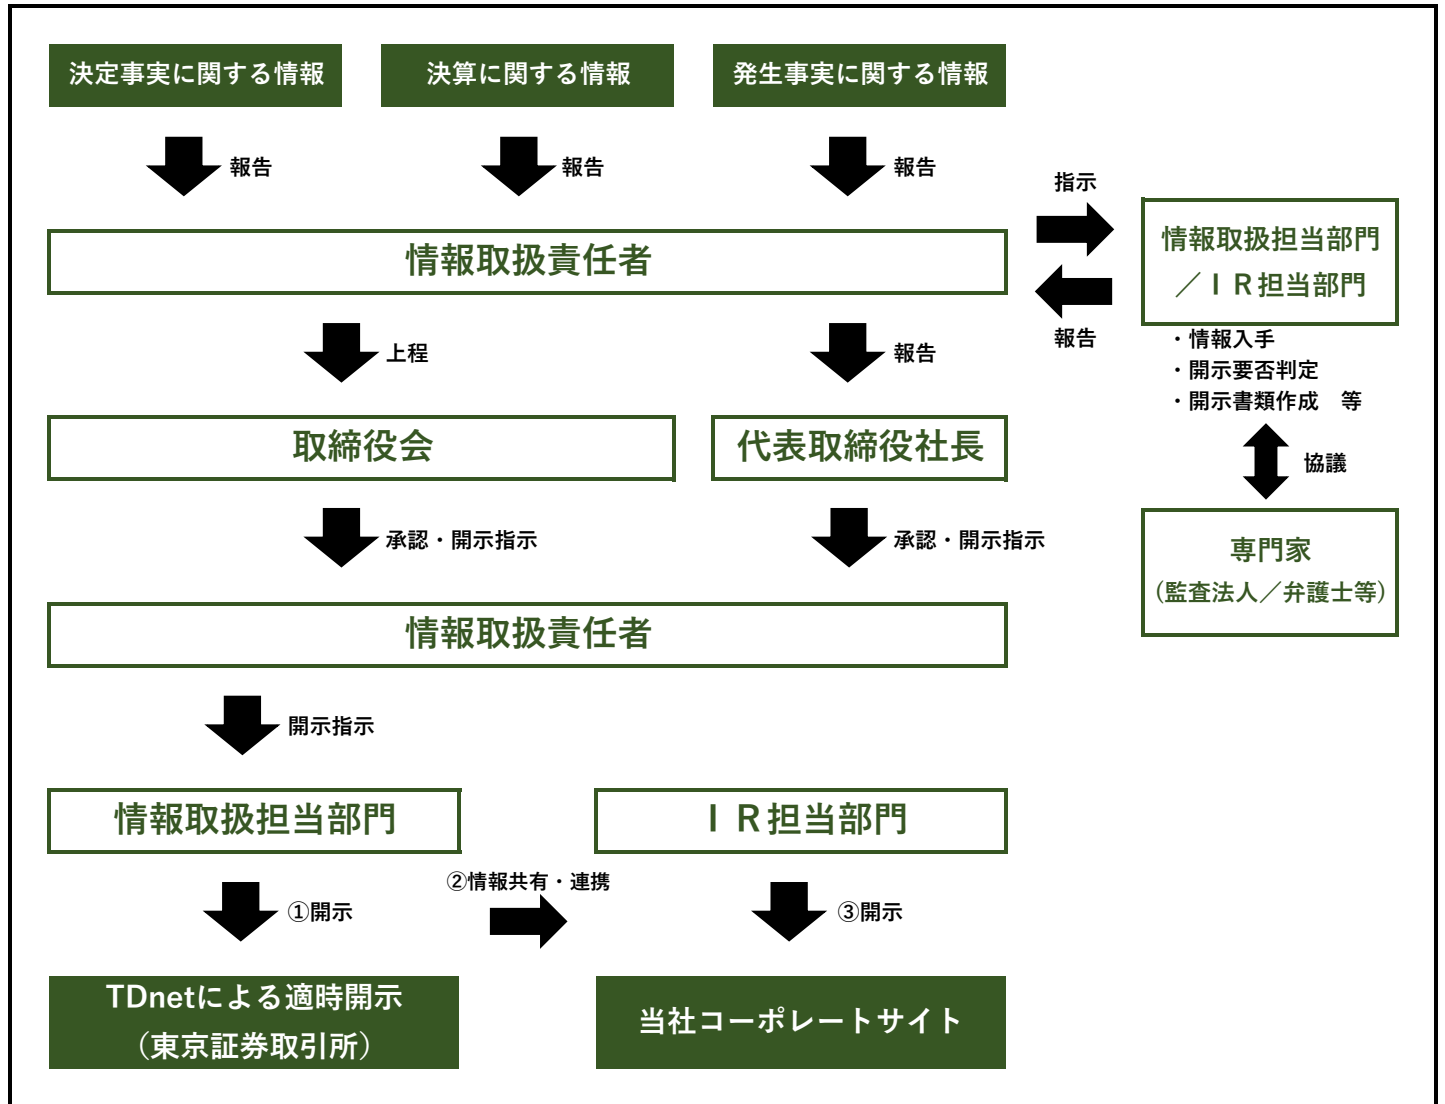 決定事実に関する情報
決算に関する情報
発生事実に関する情報
報告
報告
報告
情報取扱責任者
指示
報告
情報取扱担当部門
／ＩＲ担当部門
・情報入手
・開示要否判定
・開示書類作成　等
上程
報告
取締役会
代表取締役社長
協議
承認・開示指示
承認・開示指示
専門家
（監査法人／弁護士等）
情報取扱責任者
開示指示
情報取扱担当部門
ＩＲ担当部門
①開示
②情報共有・連携
③開示
TDnetによる適時開示
（東京証券取引所）
当社コーポレートサイト